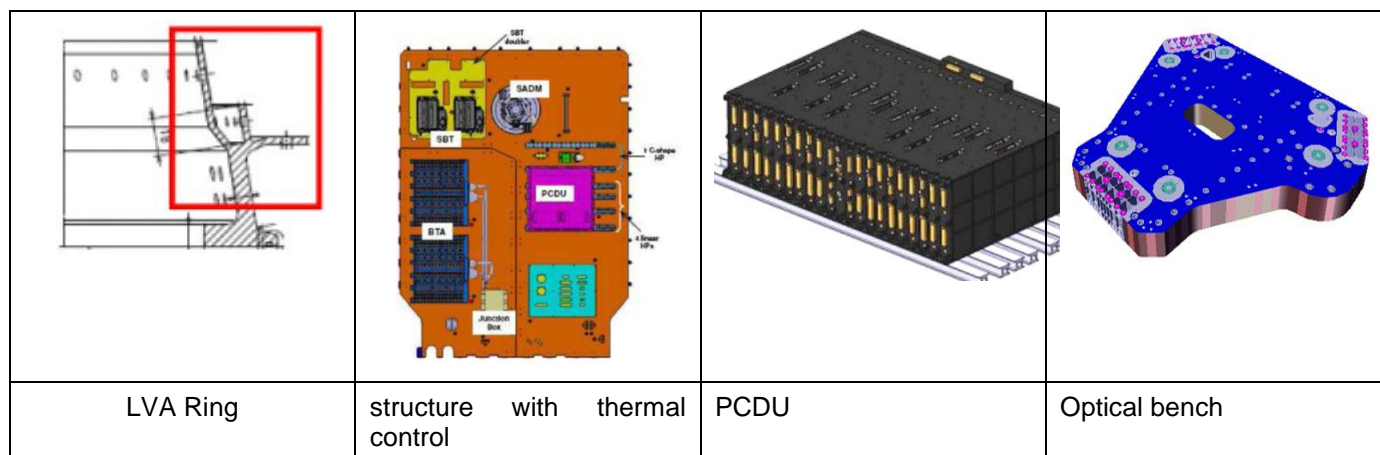 SBT
doubler
SADM
SBT
1 C-shape
HP
PCDU
BTA
4 linear
HPs
Junction
Box
LVA Ring
structure with thermal
control
PCDU
Optical bench